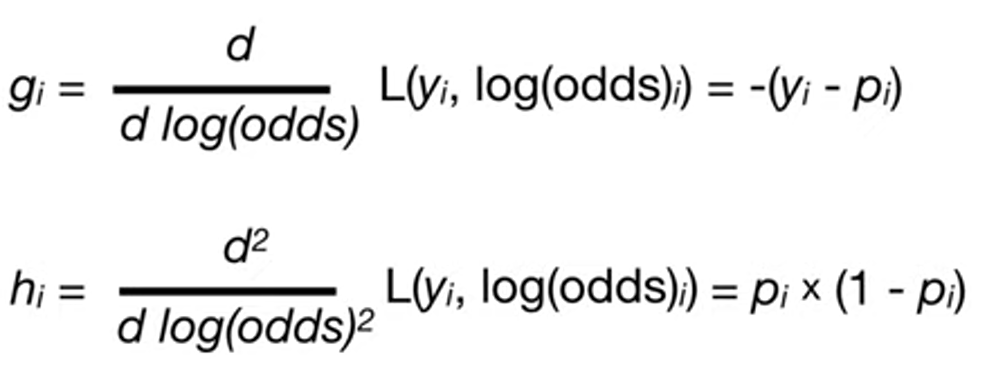 gᵢ = d / d log(odds) L(yᵢ, log(odds)ᵢ) = -(yᵢ - pᵢ)
hᵢ = d² / d log(odds)² L(yᵢ, log(odds)ᵢ) = pᵢ × (1 - pᵢ)